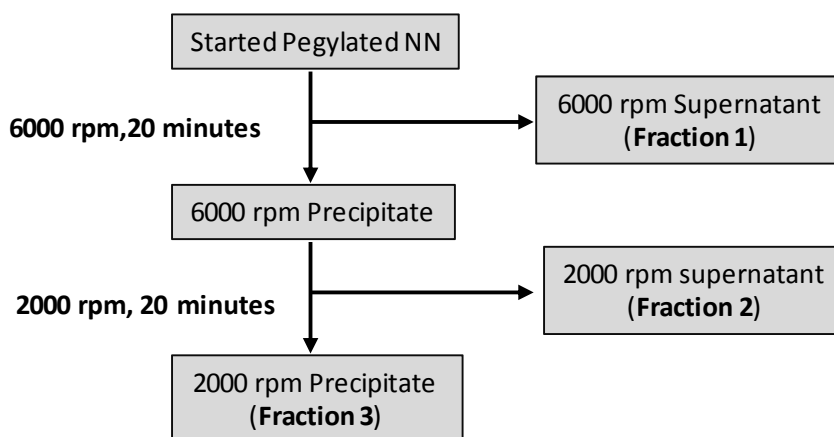 Started Pegylated NN
6000 rpm Supernatant
(Fraction 1)
6000 rpm,20 minutes
6000 rpm Precipitate
2000 rpm supernatant
(Fraction 2)
2000 rpm, 20 minutes
2000 rpm Precipitate
(Fraction 3)